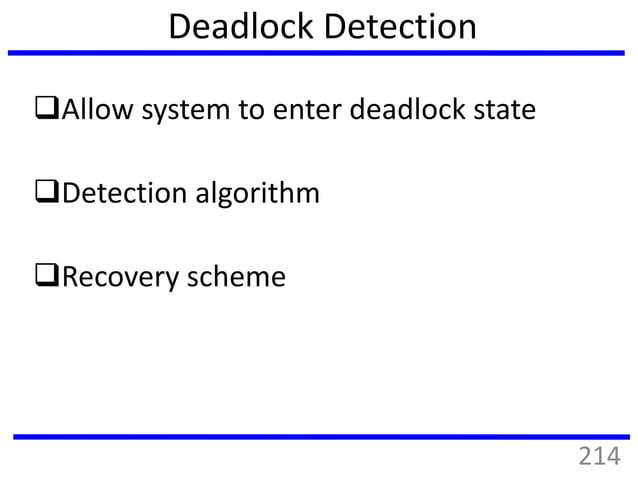 Deadlock Detection
❑Allow system to enter deadlock state
❑Detection algorithm
❑Recovery scheme
214